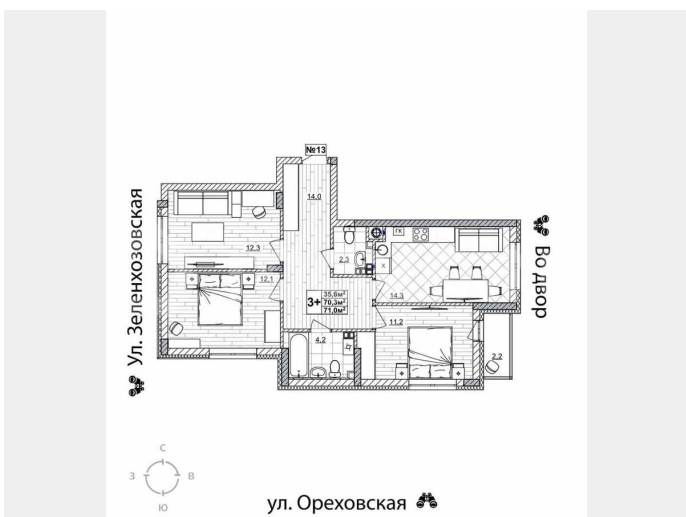 №13
14,0
12,3
2,3
ГК
Х
12,1
3+
35,6м²
70,3м²
71,0м²
14,3
11,2
4,2
2,2
Ул. Зеленхозовская
Во двор
С
З
В
Ю
ул. Ореховская